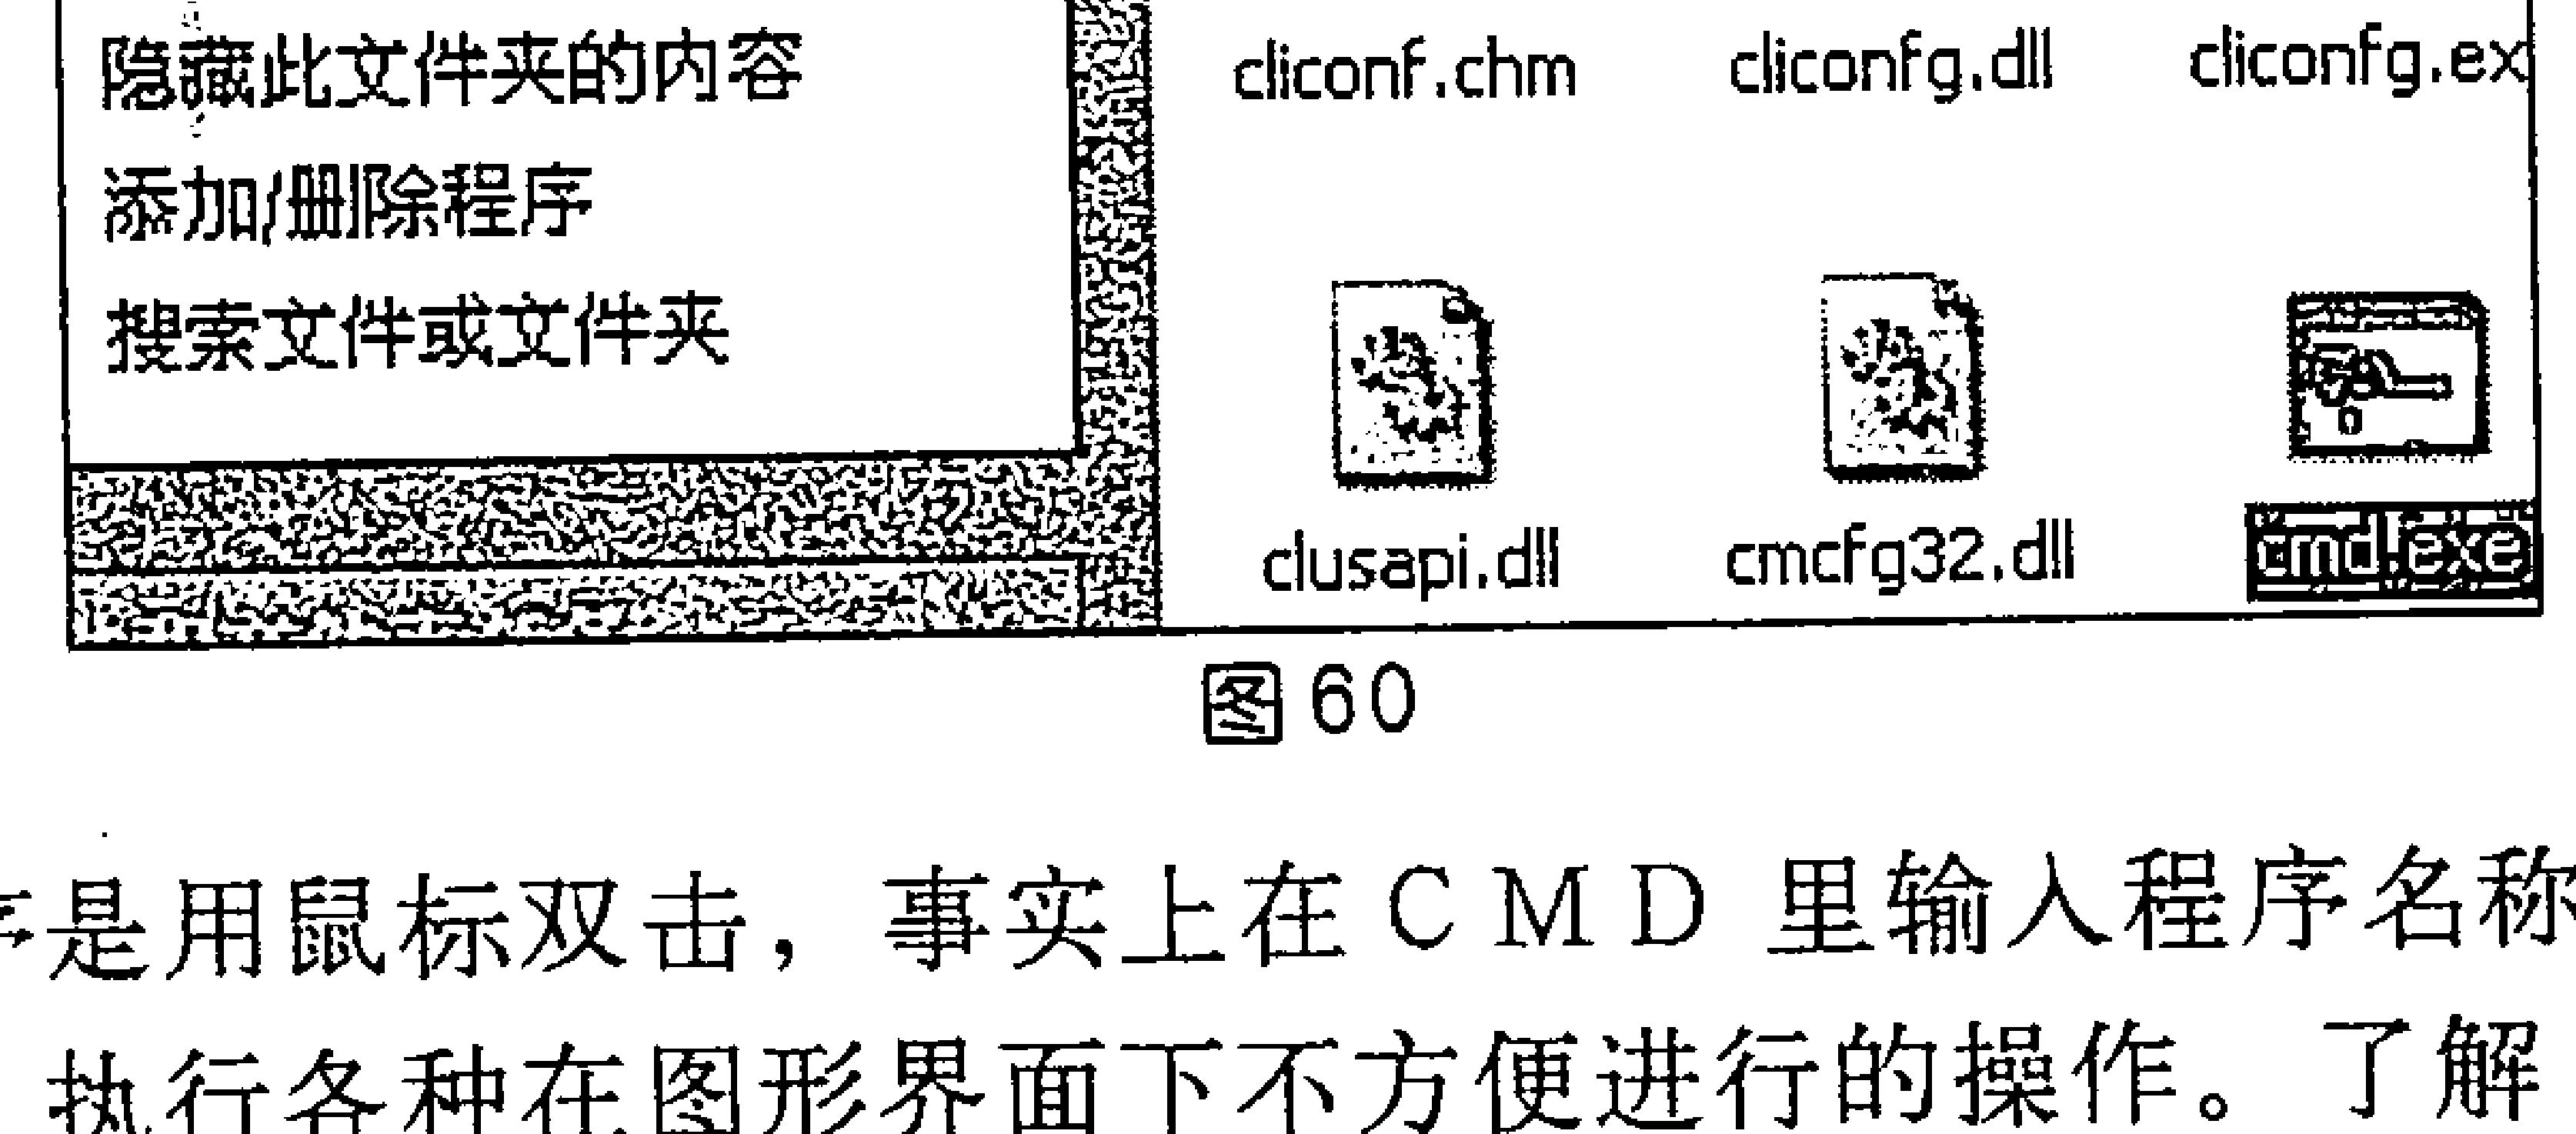 隐藏此文件夹的内容
添加/删除程序
搜索文件或文件夹
cliconf.chm cliconfg.dll cliconfg.ex
clusapi.dll cmcfg32.dll cmd.exe
图60
是用鼠标双击，事实上在CMD里输入程序名称
执行各种在图形界面下不方便进行的操作。了解